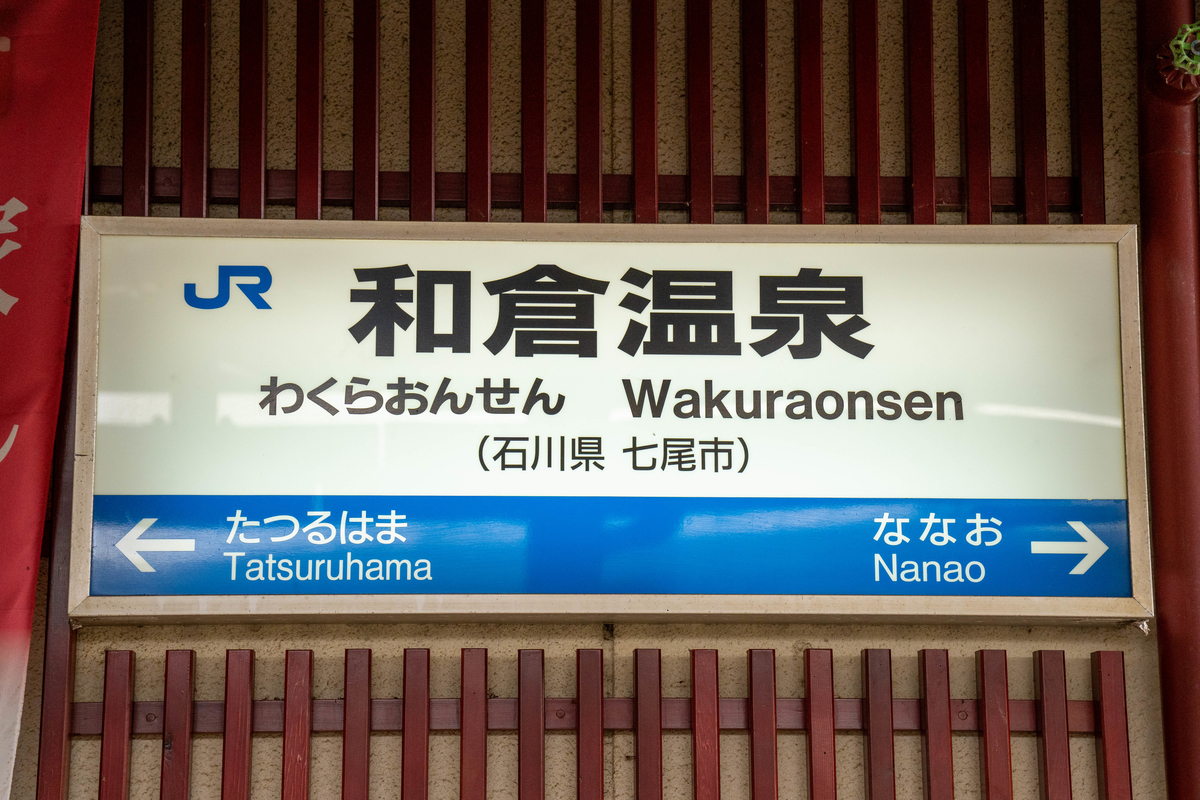 JR 和倉温泉
わくらおんせん Wakuraonsen
(石川県 七尾市)
← たつるはま
Tatsuruhama
ななお →
Nanao